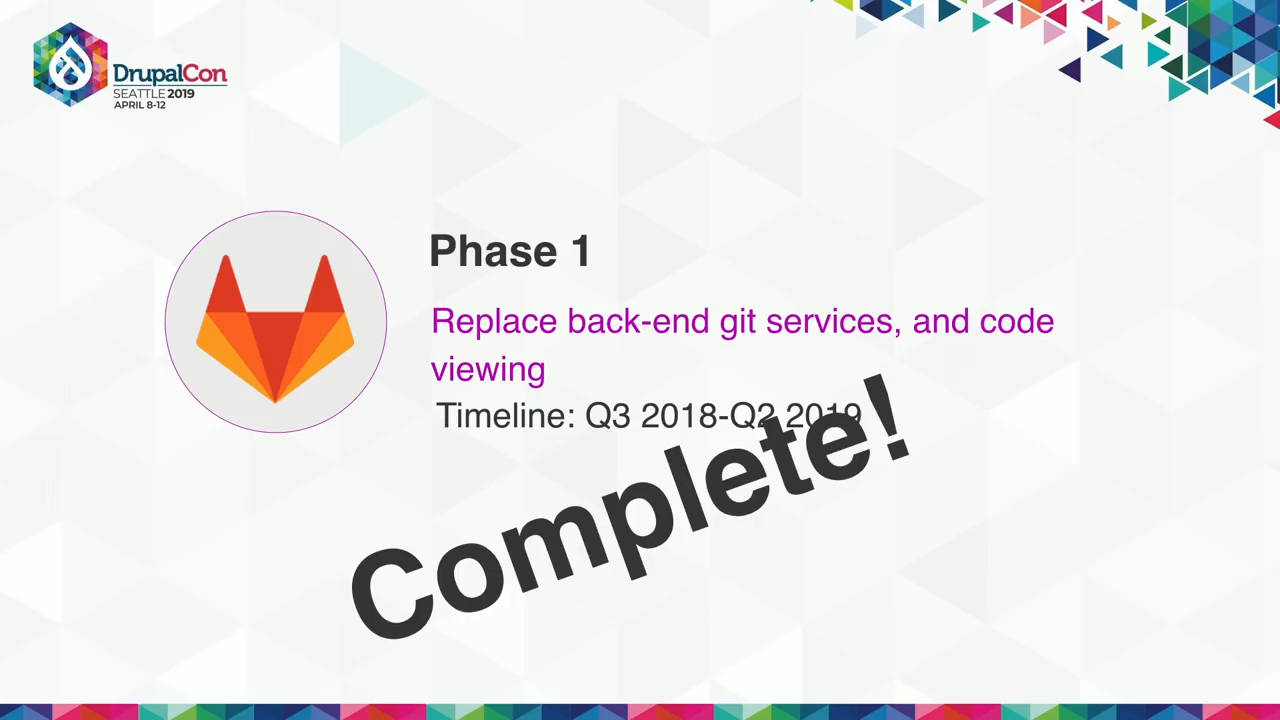 DrupalCon
SEATTLE 2019
APRIL 8-12
Phase 1
Replace back-end git services, and code
viewing
Timeline: Q3 2018-Q2 2019
Complete!